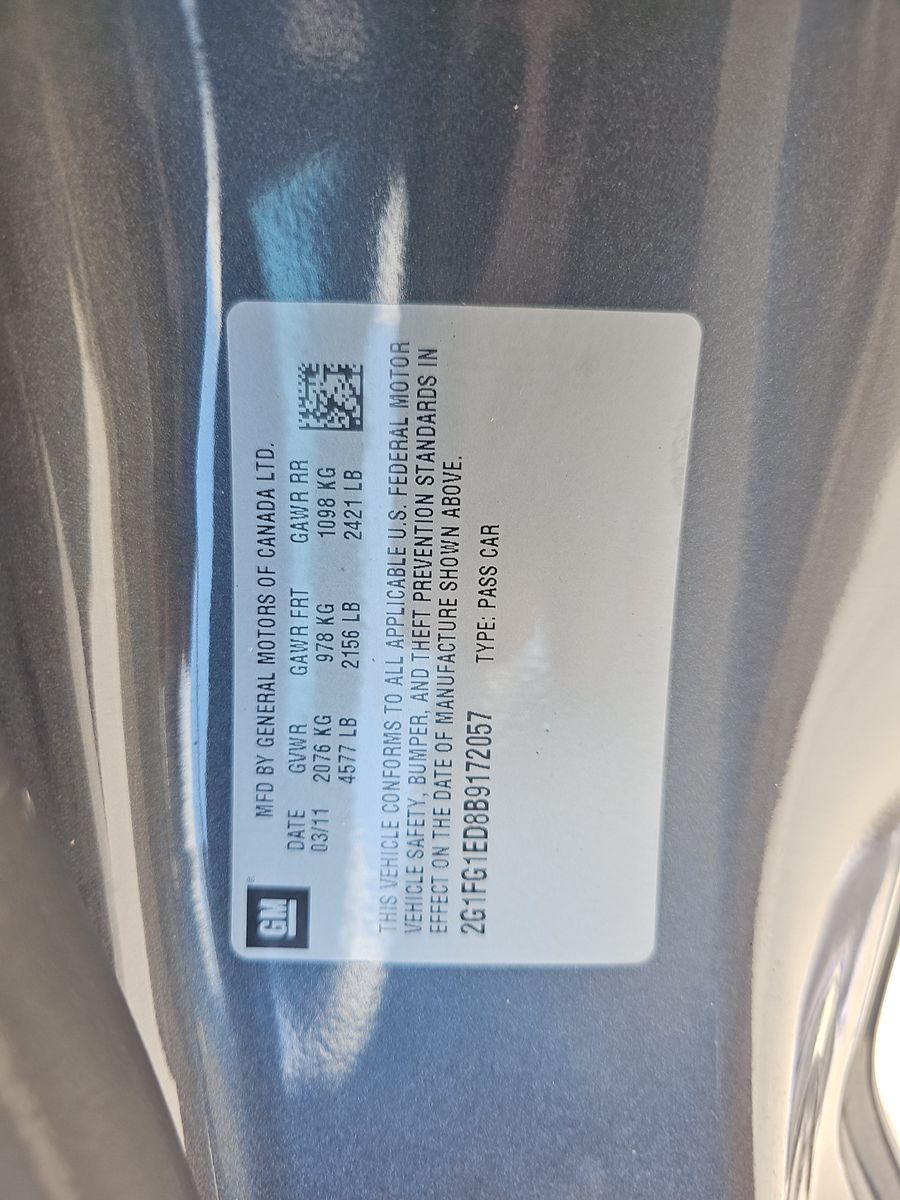 GM ®
MFD BY GENERAL MOTORS OF CANADA LTD.
DATE GVWR GAWR FRT GAWR RR
03/11 2076 KG 978 KG 1098 KG
4577 LB 2156 LB 2421 LB
THIS VEHICLE CONFORMS TO ALL APPLICABLE U.S. FEDERAL MOTOR
VEHICLE SAFETY, BUMPER, AND THEFT PREVENTION STANDARDS IN
EFFECT ON THE DATE OF MANUFACTURE SHOWN ABOVE.
2G1FG1ED8B9172057 TYPE: PASS CAR